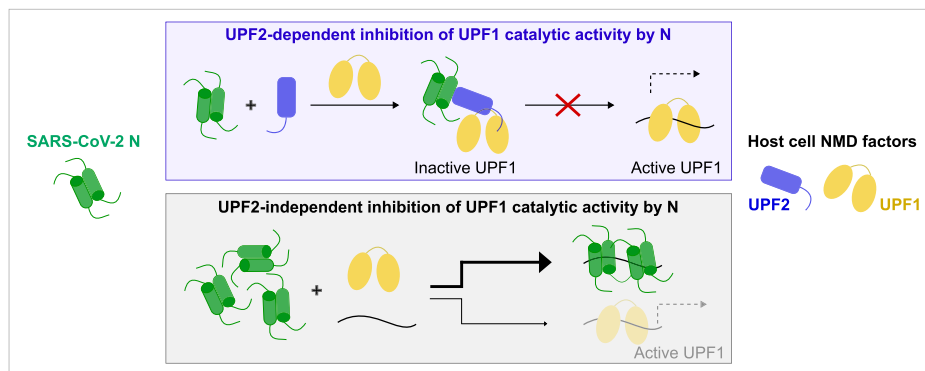 UPF2-dependent inhibition of UPF1 catalytic activity by N
+
Inactive UPF1
Active UPF1
SARS-CoV-2 N
Host cell NMD factors
UPF2
UPF1
UPF2-independent inhibition of UPF1 catalytic activity by N
+
Active UPF1